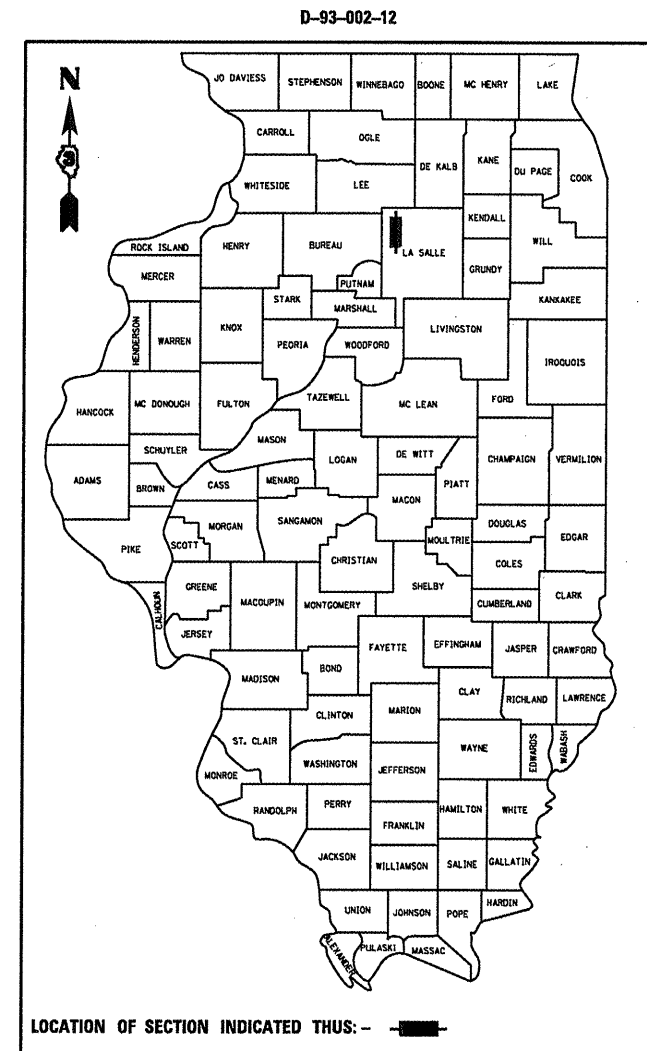 D-93-002-12
N
3
JO DAVIESS STEPHENSON WINNEBAGO BOONE MC HENRY LAKE
CARROLL OGLE DE KALB KANE DU PAGE COOK
WHITESIDE LEE
KENDALL WILL
ROCK ISLAND HENRY BUREAU LA SALLE GRUNDY
MERCER PUTNAM KANKAKEE
STARK MARSHALL
HENDERSON WARREN KNOX PEORIA WOODFORD LIVINGSTON IROQUOIS
HANCOCK MC DONOUGH FULTON TAZEWELL MC LEAN FORD
MASON
SCHUYLER LOGAN DE WITT CHAMPAIGN VERMILION
ADAMS BROWN CASS MENARD PIATT
MACON
MORGAN SANGAMON DOUGLAS
PIKE SCOTT CHRISTIAN MOULTRIE COLES EDGAR
GREENE SHELBY
CALHOUN MACOUPIN MONTGOMERY CUMBERLAND CLARK
JERSEY
FAYETTE EFFINGHAM JASPER CRAWFORD
MADISON BOND
CLAY RICHLAND LAWRENCE
CLINTON MARION
ST. CLAIR WAYNE EDWARDS WABASH
WASHINGTON JEFFERSON
MONROE
RANDOLPH PERRY HAMILTON WHITE
FRANKLIN
JACKSON WILLIAMSON SALINE GALLATIN
UNION JOHNSON POPE HARDIN
ALEXANDER PULASKI MASSAC
LOCATION OF SECTION INDICATED THUS: -